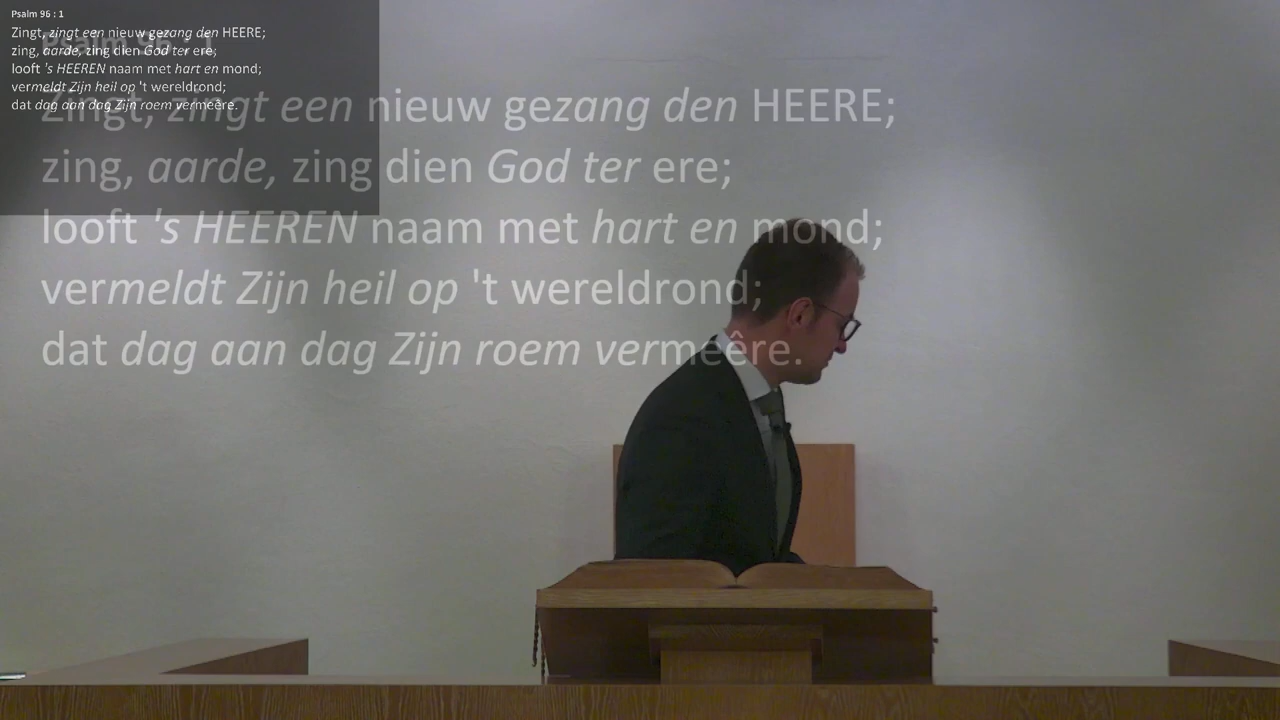 Psalm 96 : 1
Zingt, zingt een nieuw gezang den HEERE;
zing, aarde, zing dien God ter ere;
looft 's HEEREN naam met hart en mond;
vermeldt Zijn heil op 't wereldrond;
dat dag aan dag Zijn roem vermeêre.
Psalm 96 : 1
Zingt, zingt een nieuw gezang den HEERE;
zing, aarde, zing dien God ter ere;
looft 's HEEREN naam met hart en mond;
vermeldt Zijn heil op 't wereldrond;
dat dag aan dag Zijn roem vermeêre.